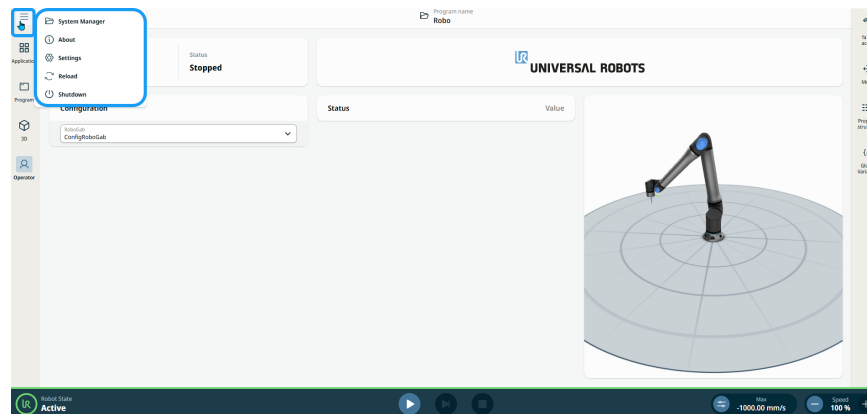 Program name
Robo
System Manager
About
Settings
Reload
Shutdown
Application
Program
3D
Operator
Status
Stopped
UNIVERSAL ROBOTS
Configuration
RoboGab
ConfigRoboGab
Status
Value
Robot State
Active
Max
-1000.00 mm/s
Speed
100 %